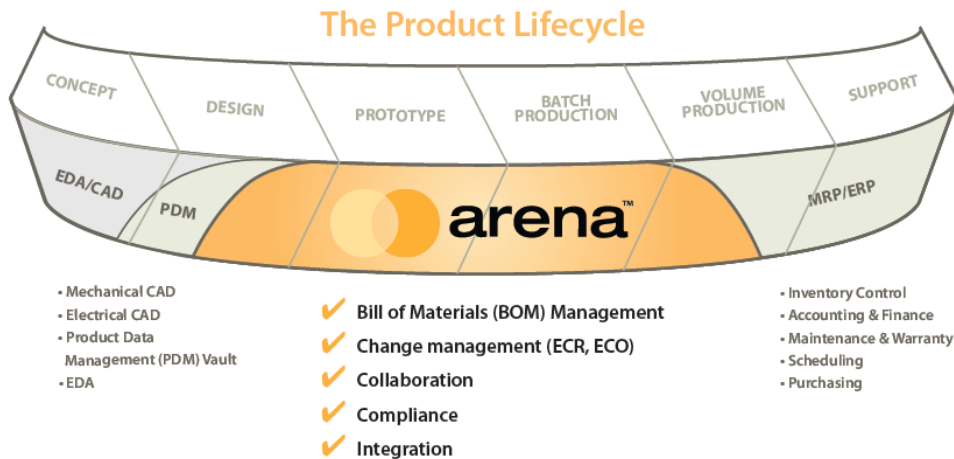 The Product Lifecycle
CONCEPT
DESIGN
PROTOTYPE
BATCH
PRODUCTION
VOLUME
PRODUCTION
SUPPORT
EDA/CAD
PDM
arena™
MRP/ERP
• Mechanical CAD
• Electrical CAD
• Product Data
Management (PDM) Vault
• EDA
✔ Bill of Materials (BOM) Management
✔ Change management (ECR, ECO)
✔ Collaboration
✔ Compliance
✔ Integration
• Inventory Control
• Accounting & Finance
• Maintenance & Warranty
• Scheduling
• Purchasing